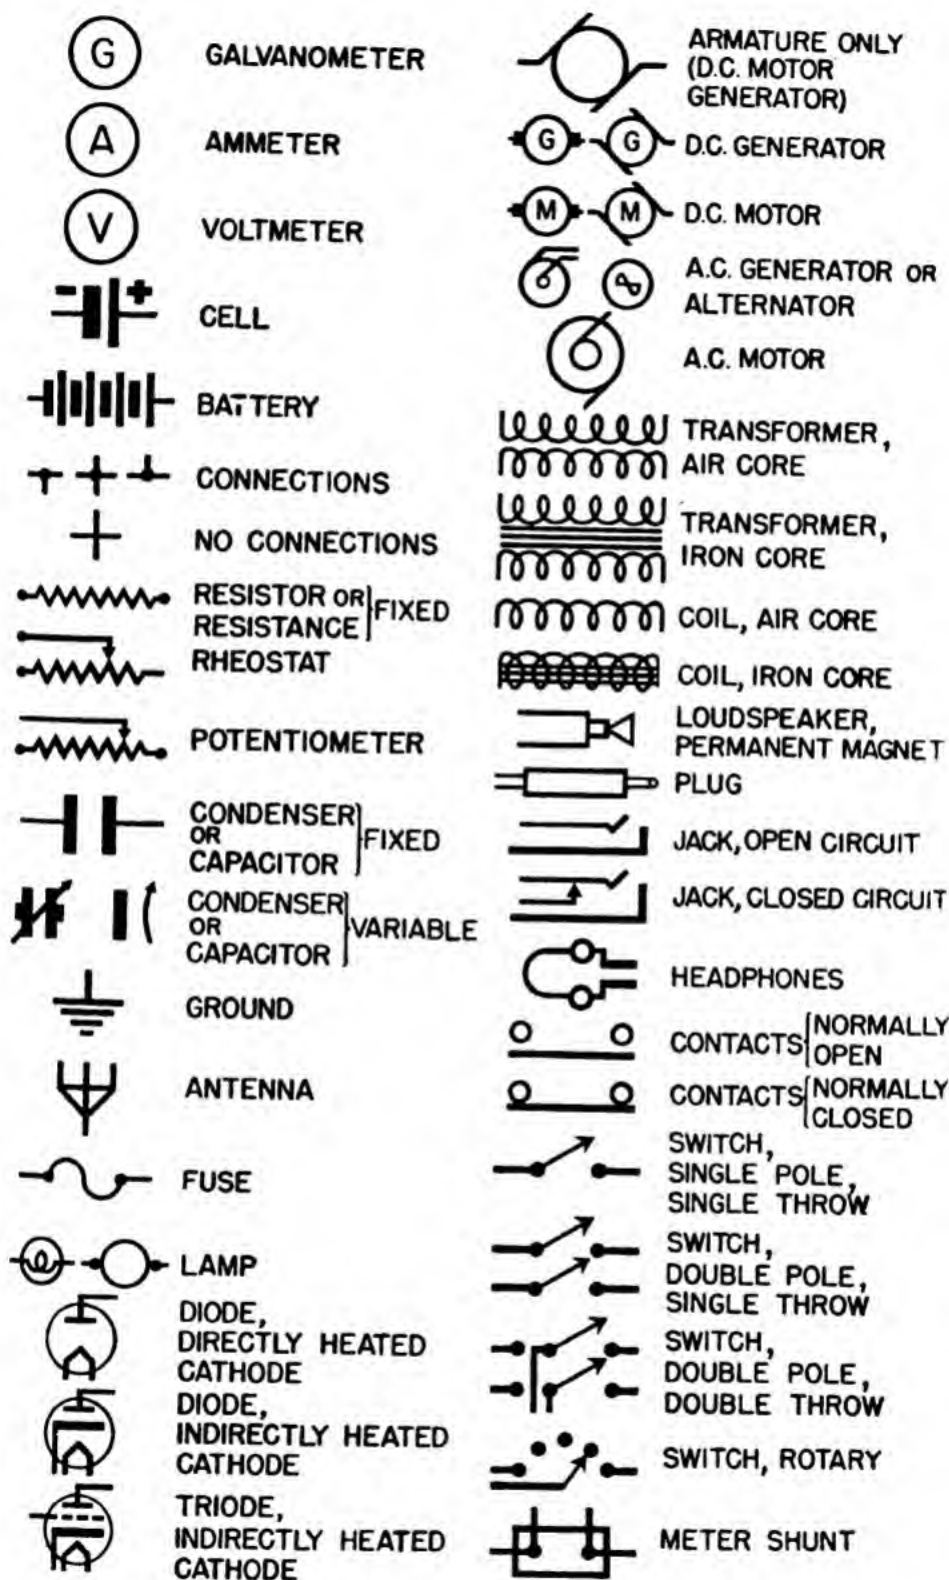 G GALVANOMETER
A AMMETER
V VOLTMETER
- +
CELL
BATTERY
CONNECTIONS
NO CONNECTIONS
RESISTOR OR
RESISTANCE
FIXED
RHEOSTAT
POTENTIOMETER
CONDENSER
OR
CAPACITOR
FIXED
CONDENSER
OR
CAPACITOR
VARIABLE
GROUND
ANTENNA
FUSE
LAMP
DIODE,
DIRECTLY HEATED
CATHODE
DIODE,
INDIRECTLY HEATED
CATHODE
TRIODE,
INDIRECTLY HEATED
CATHODE
ARMATURE ONLY
(D.C. MOTOR
GENERATOR)
G G D.C. GENERATOR
M M D.C. MOTOR
A.C. GENERATOR OR
ALTERNATOR
A.C. MOTOR
TRANSFORMER,
AIR CORE
TRANSFORMER,
IRON CORE
COIL, AIR CORE
COIL, IRON CORE
LOUDSPEAKER,
PERMANENT MAGNET
PLUG
JACK, OPEN CIRCUIT
JACK, CLOSED CIRCUIT
HEADPHONES
CONTACTS NORMALLY
OPEN
CONTACTS NORMALLY
CLOSED
SWITCH,
SINGLE POLE,
SINGLE THROW
SWITCH,
DOUBLE POLE,
SINGLE THROW
SWITCH,
DOUBLE POLE,
DOUBLE THROW
SWITCH, ROTARY
METER SHUNT